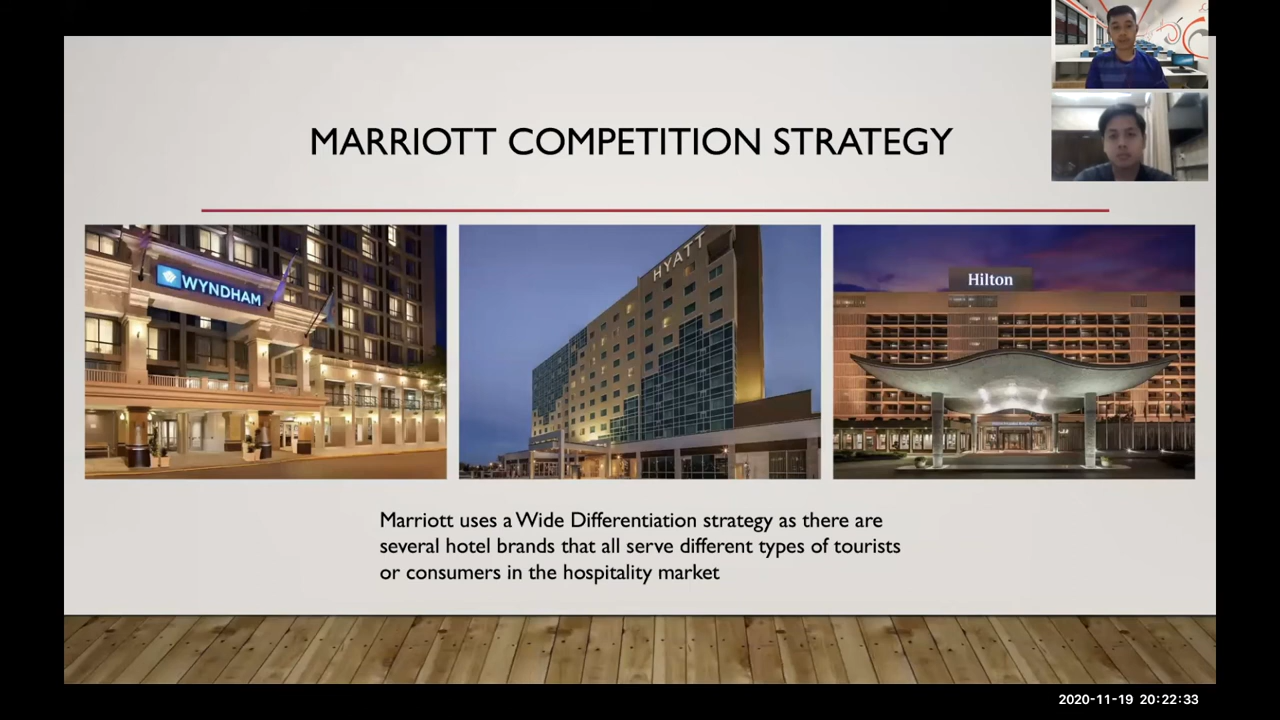 MARRIOTT COMPETITION STRATEGY
WYNDHAM
HYATT
Hilton
Marriott uses a Wide Differentiation strategy as there are
several hotel brands that all serve different types of tourists
or consumers in the hospitality market
2020-11-19 20:22:33